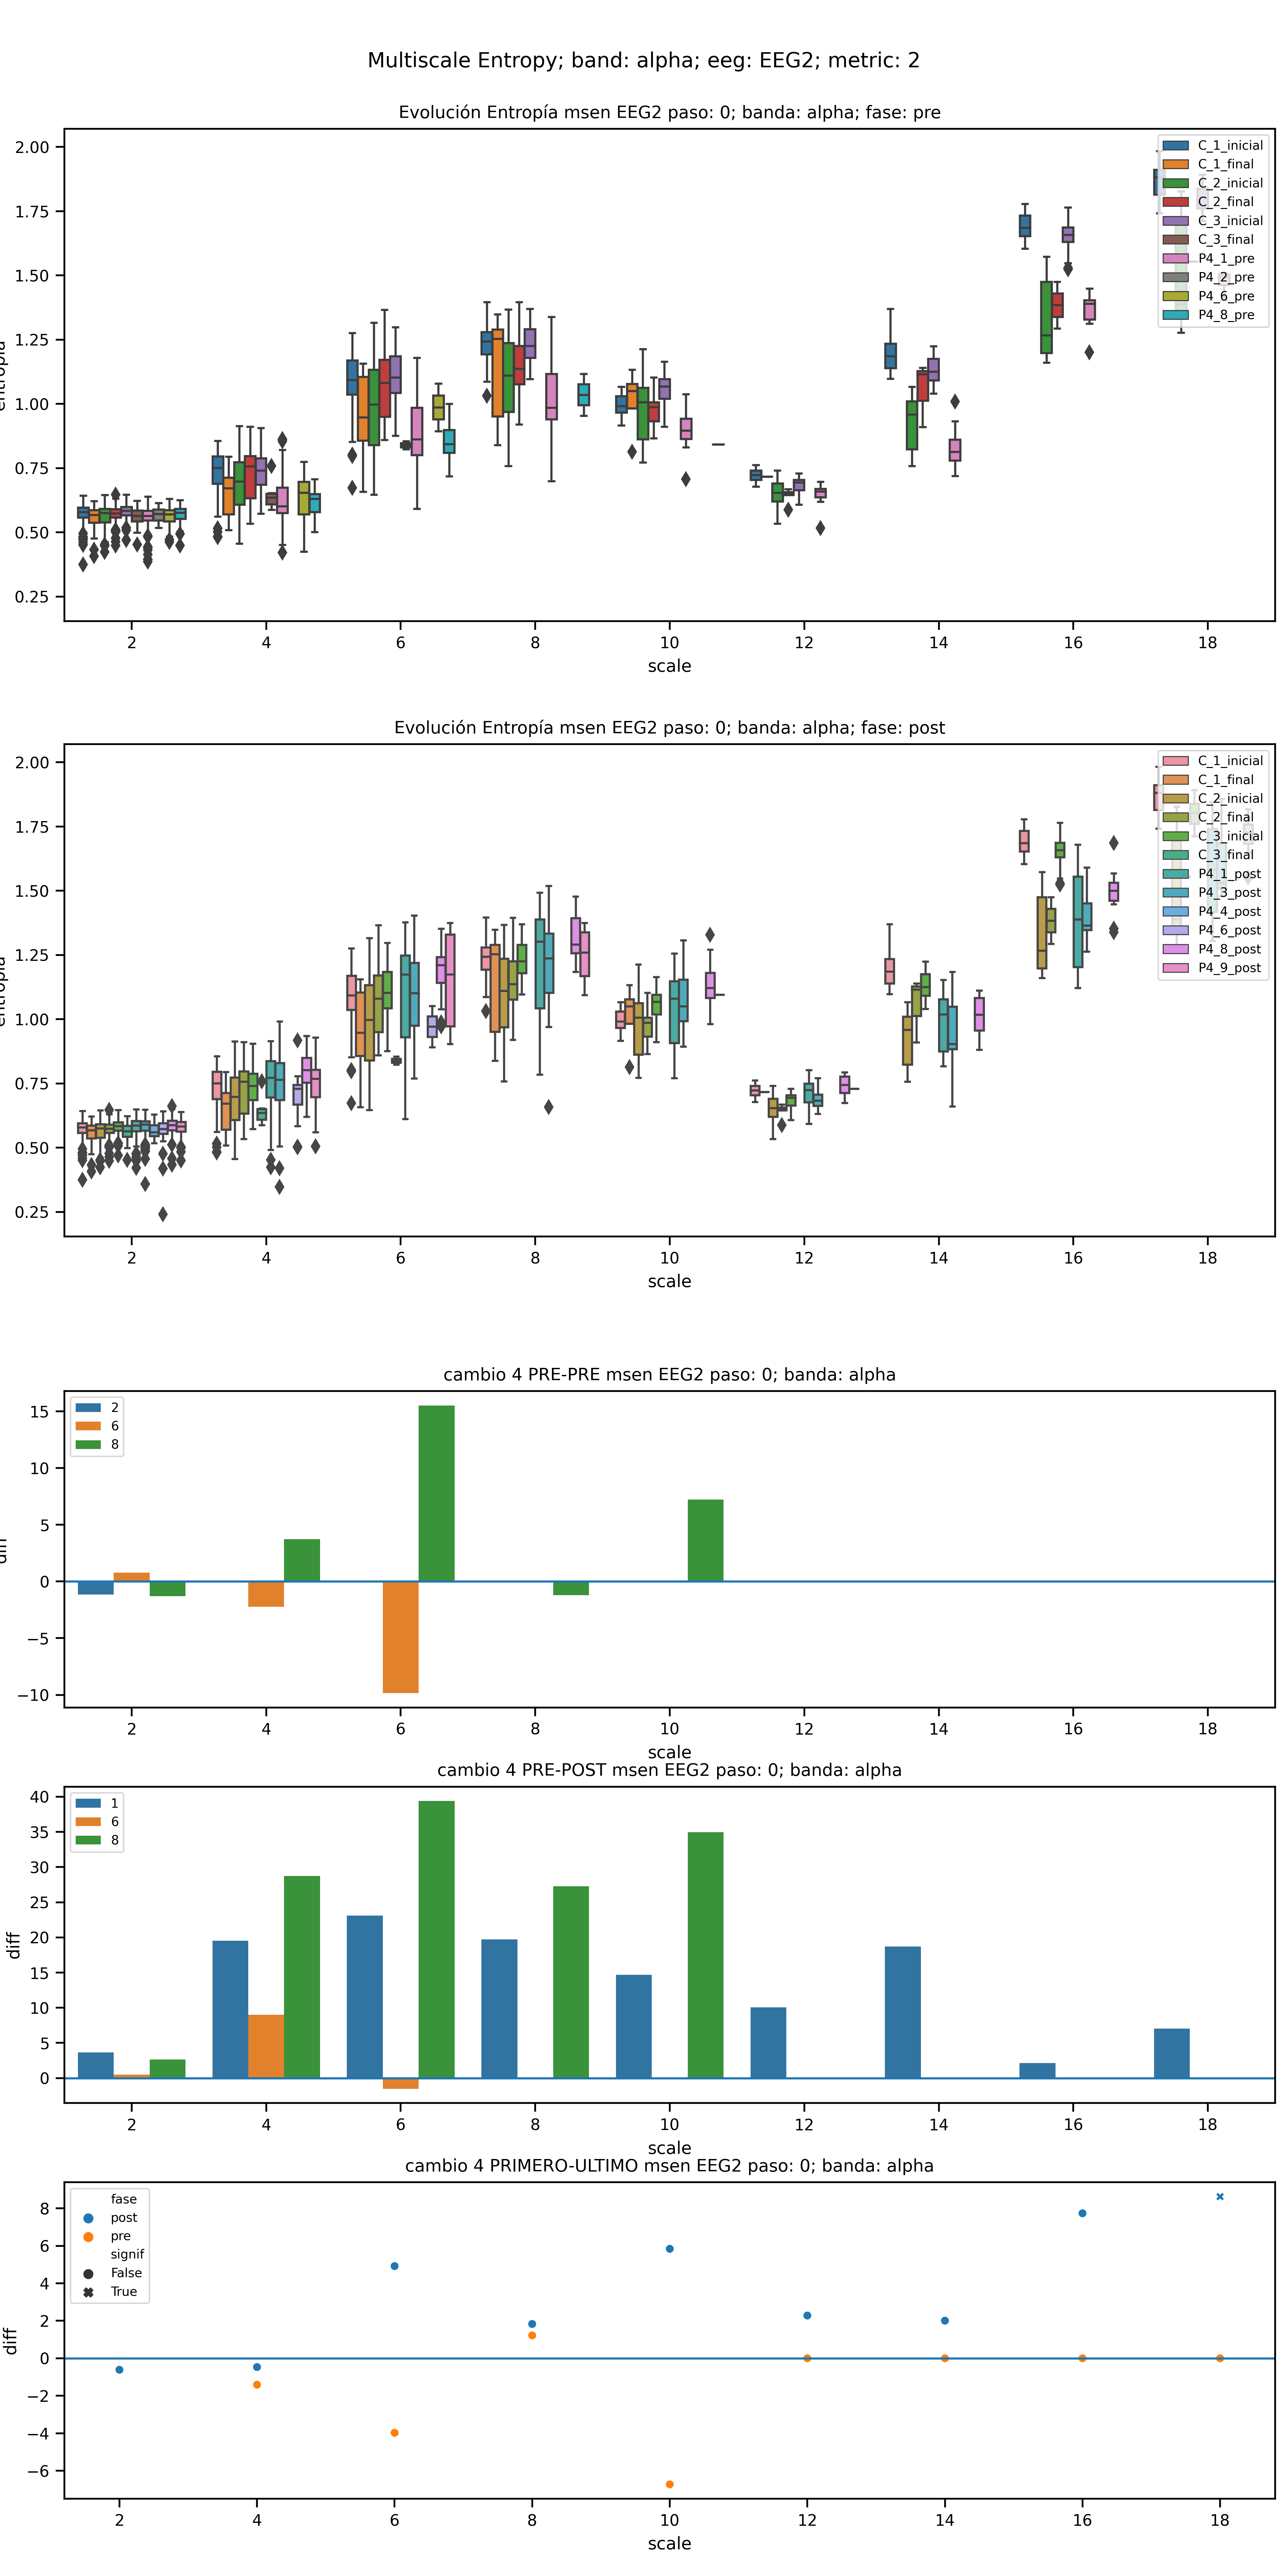 Multiscale Entropy; band: alpha; eeg: EEG2; metric: 2
Evolución Entropía msen EEG2 paso: 0; banda: alpha; fase: pre
2.00
1.75
1.50
1.25
1.00
0.75
0.50
0.25
entropia
C_1_inicial
C_1_final
C_2_inicial
C_2_final
C_3_inicial
C_3_final
P4_1_pre
P4_2_pre
P4_6_pre
P4_8_pre
2 4 6 8 10 12 14 16 18
scale
Evolución Entropía msen EEG2 paso: 0; banda: alpha; fase: post
2.00
1.75
1.50
1.25
1.00
0.75
0.50
0.25
entropia
C_1_inicial
C_1_final
C_2_inicial
C_2_final
C_3_inicial
C_3_final
P4_1_post
P4_3_post
P4_4_post
P4_6_post
P4_8_post
P4_9_post
2 4 6 8 10 12 14 16 18
scale
cambio 4 PRE-PRE msen EEG2 paso: 0; banda: alpha
15
10
5
0
−5
−10
diff
2
6
8
2 4 6 8 10 12 14 16 18
scale
cambio 4 PRE-POST msen EEG2 paso: 0; banda: alpha
40
35
30
25
20
15
10
5
0
diff
1
6
8
2 4 6 8 10 12 14 16 18
scale
cambio 4 PRIMERO-ULTIMO msen EEG2 paso: 0; banda: alpha
8
6
4
2
0
−2
−4
−6
diff
fase
post
pre
signif
False
True
2 4 6 8 10 12 14 16 18
scale